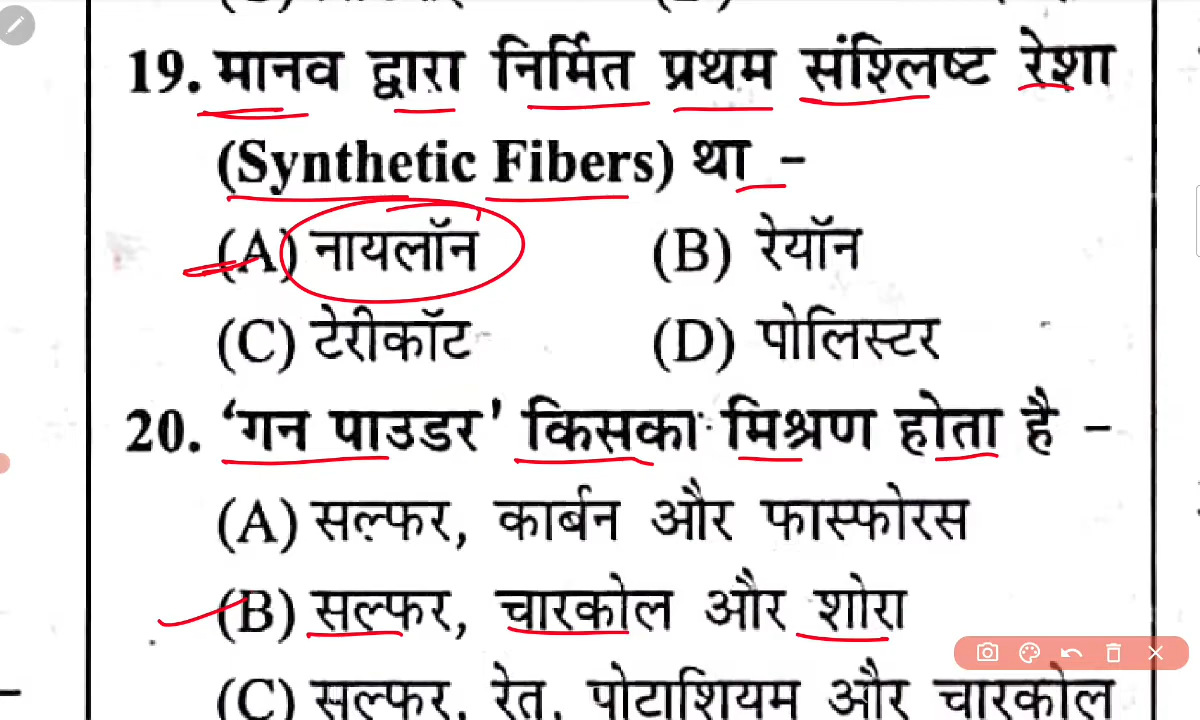 19. मानव द्वारा निर्मित प्रथम संश्लिष्ट रेशा
(Synthetic Fibers) था –
(A) नायलॉन (B) रेयॉन
(C) टेरीकॉट (D) पोलिस्टर
20. ‘गन पाउडर’ किसका मिश्रण होता है –
(A) सल्फर, कार्बन और फास्फोरस
(B) सल्फर, चारकोल और शोरा
(C) सल्फर, रेत, पोटाशियम और चारकोल